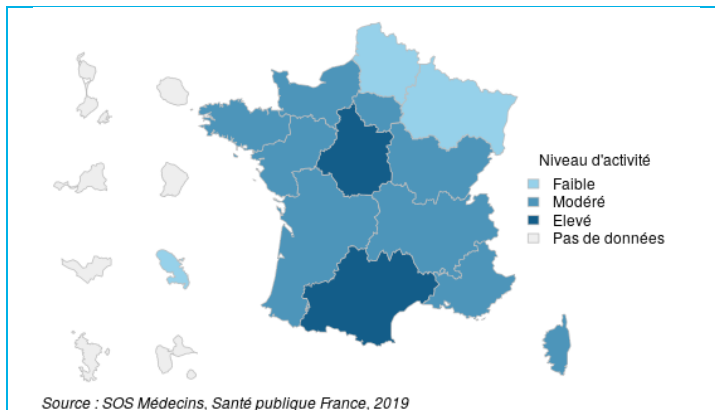 Niveau d'activité
Faible
Modéré
Elevé
Pas de données
Source : SOS Médecins, Santé publique France, 2019